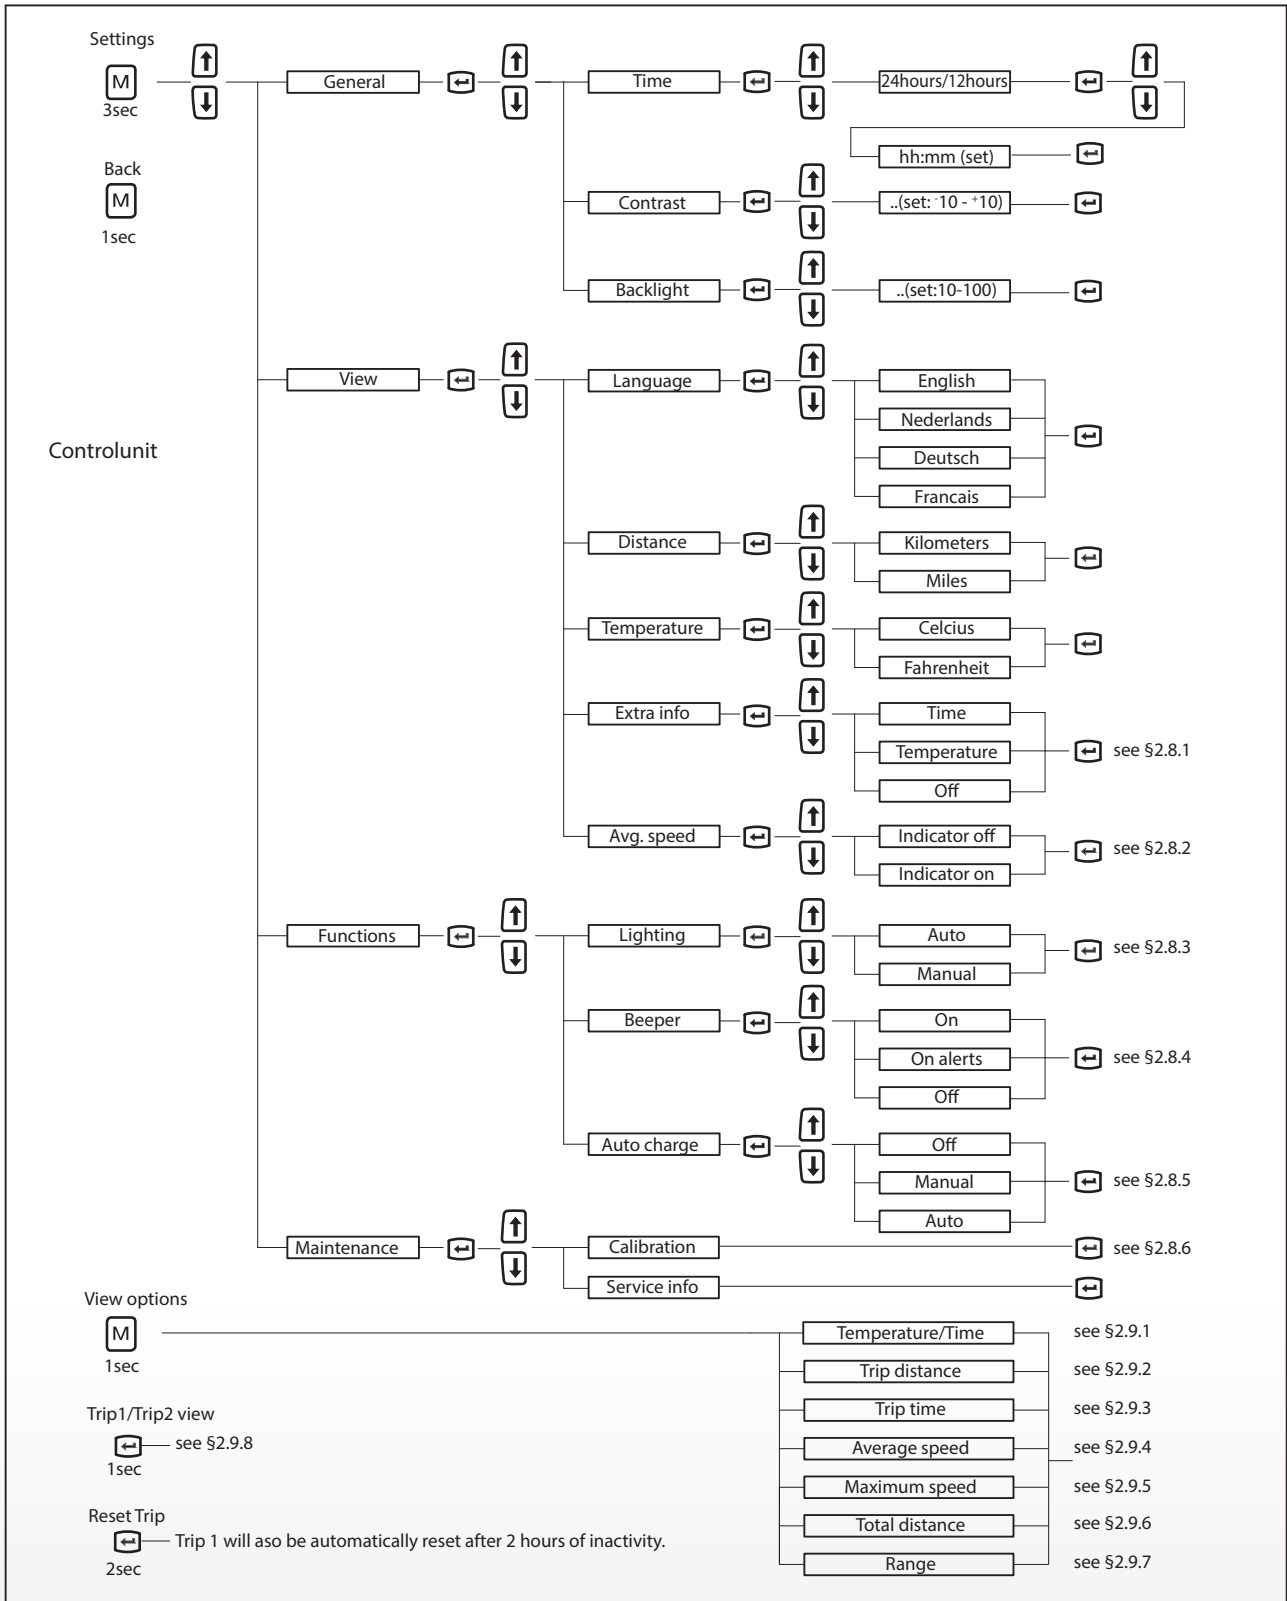 Settings
M
3sec
General
Time
24hours/12hours
hh:mm (set)
Back
M
1sec
Contrast
..(set: -10 - +10)
Backlight
..(set:10-100)
View
Language
English
Nederlands
Deutsch
Francais
Controlunit
Distance
Kilometers
Miles
Temperature
Celcius
Fahrenheit
Extra info
Time
Temperature
see §2.8.1
Off
Avg. speed
Indicator off
see §2.8.2
Indicator on
Functions
Lighting
Auto
see §2.8.3
Manual
Beeper
On
On alerts
see §2.8.4
Off
Auto charge
Off
Manual
see §2.8.5
Auto
Maintenance
Calibration
see §2.8.6
Service info
View options
M
1sec
Temperature/Time
see §2.9.1
Trip distance
see §2.9.2
Trip time
see §2.9.3
Average speed
see §2.9.4
Maximum speed
see §2.9.5
Total distance
see §2.9.6
Range
see §2.9.7
Trip1/Trip2 view
see §2.9.8
1sec
Reset Trip
Trip 1 will aso be automatically reset after 2 hours of inactivity.
2sec